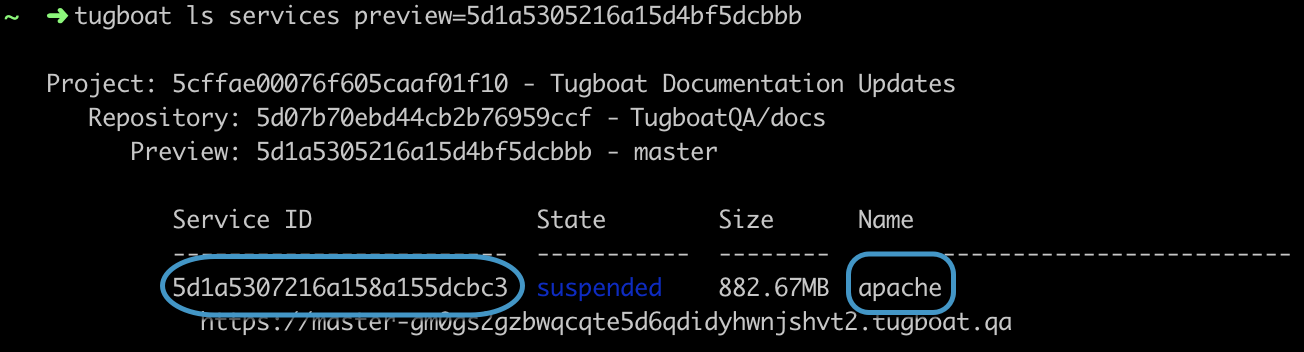 ~ ➜ tugboat ls services preview=5d1a5305216a15d4bf5dcbbb
Project: 5cffae00076f605caaf01f10 - Tugboat Documentation Updates
Repository: 5d07b70ebd44cb2b76959ccf - TugboatQA/docs
Preview: 5d1a5305216a15d4bf5dcbbb - master
Service ID State Size Name
------------------------ ----------- -------- -------------------------------
5d1a5307216a158a155dcbc3 suspended 882.67MB apache
https://master-gm0gs2gzbwqcqte5d6qdidyhwnjshvt2.tugboat.qa